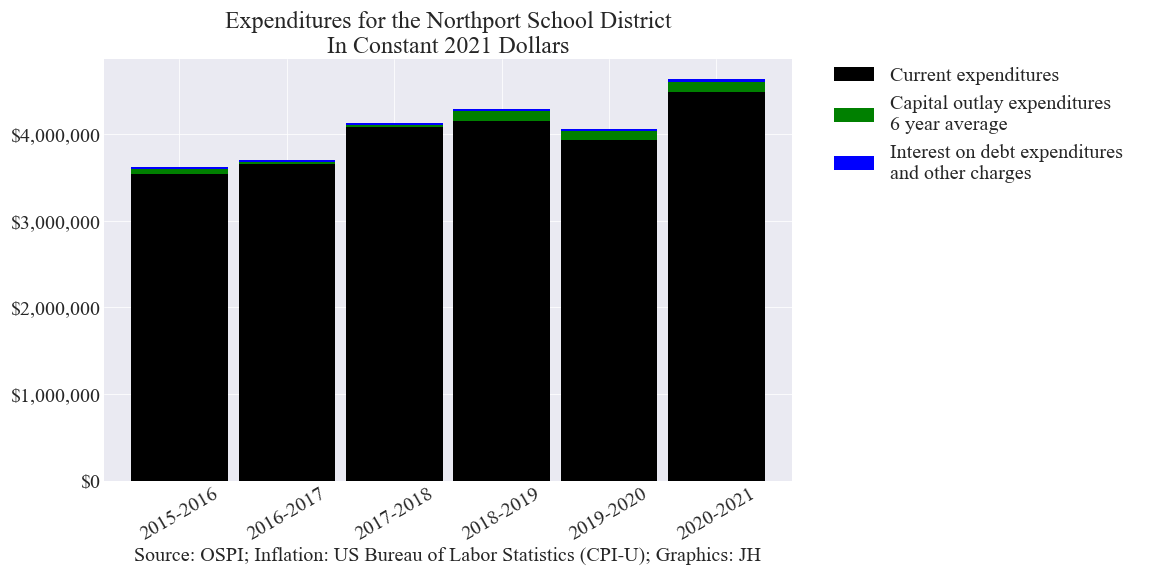 Expenditures for the Northport School District
In Constant 2021 Dollars
Current expenditures
Capital outlay expenditures
6 year average
Interest on debt expenditures
and other charges
$4,000,000
$3,000,000
$2,000,000
$1,000,000
$0
2015-2016
2016-2017
2017-2018
2018-2019
2019-2020
2020-2021
Source: OSPI; Inflation: US Bureau of Labor Statistics (CPI-U); Graphics: JH